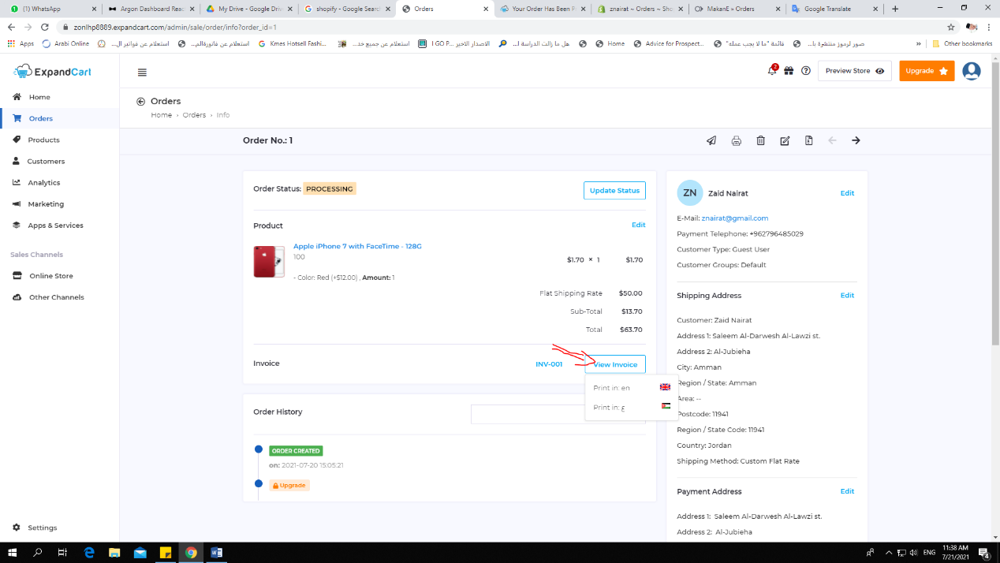 (1) WhatsApp
Argon Dashboard Reac
My Drive - Google Drive
shopify - Google Search
Orders
Your Order Has Been P
znairat ~ Orders ~ Sho
MakanE » Orders
Google Translate
zonlhp8889.expandcart.com/admin/sale/order/info?order_id=1
Apps
Arabi Online
استعلام عن فواتير ال...
استعلام عن فاتورةالم...
Kmes Hotsell Fashi...
استعلام عن جميع خد...
الاصدار الاخير I GO P...
هل ما زالت الدراسة ا...
Home
Advice for Prospect...
قائمة "ما لا يجب عمله"
صور لرموز منتشرة با...
»
Other bookmarks
ExpandCart
2
Preview Store
Upgrade
Home
Orders
Products
Customers
Analytics
Marketing
Apps & Services
Sales Channels
Online Store
Other Channels
Settings
Orders
Home › Orders › Info
Order No.: 1
Order Status: PROCESSING
Update Status
Product
Edit
Apple iPhone 7 with FaceTime - 128G
100
$1.70 × 1 $1.70
- Color: Red (+$12.00) , Amount: 1
Flat Shipping Rate $50.00
Sub-Total $13.70
Total $63.70
Invoice
INV-001
View Invoice
Print in: en
Print in: ع
Order History
ORDER CREATED
on: 2021-07-20 15:05:21
Upgrade
ZN
Zaid Nairat
Edit
E-Mail: znairat@gmail.com
Payment Telephone: +962796485029
Customer Type: Guest User
Customer Groups: Default
Shipping Address
Edit
Customer: Zaid Nairat
Address 1: Saleem Al-Darwesh Al-Lawzi st.
Address 2: Al-Jubieha
City: Amman
Region / State: Amman
Area: --
Postcode: 11941
Region / State Code: 11941
Country: Jordan
Shipping Method: Custom Flat Rate
Payment Address
Edit
Address 1: Saleem Al-Darwesh Al-Lawzi st.
Address 2: Al-Jubieha
ENG
11:38 AM
7/21/2021
4